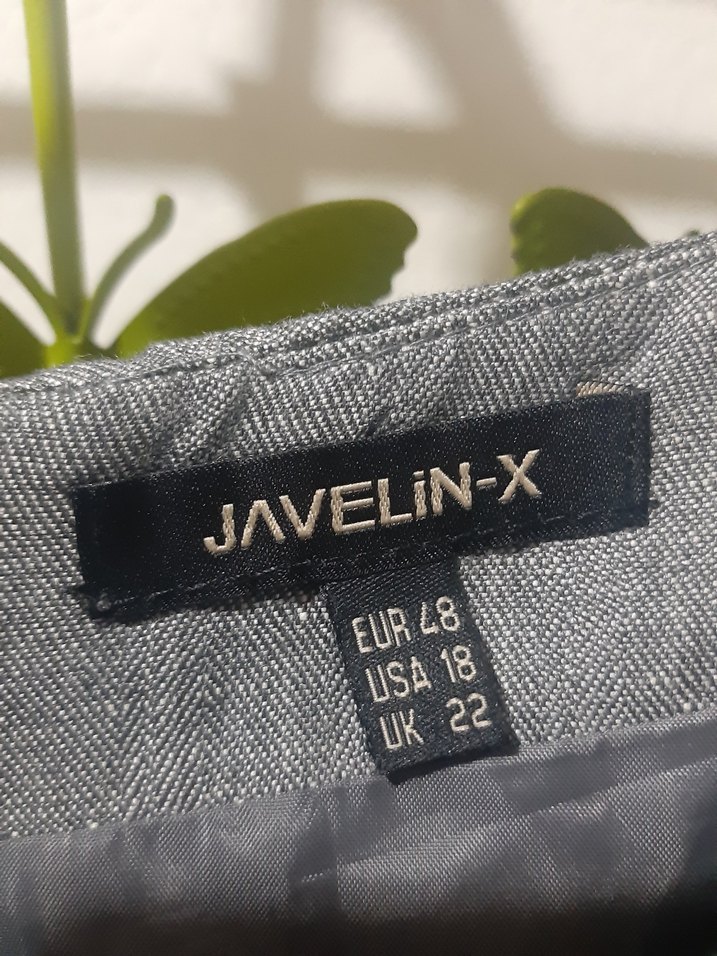 JAVELiN-X
EUR 48
USA 18
UK 22